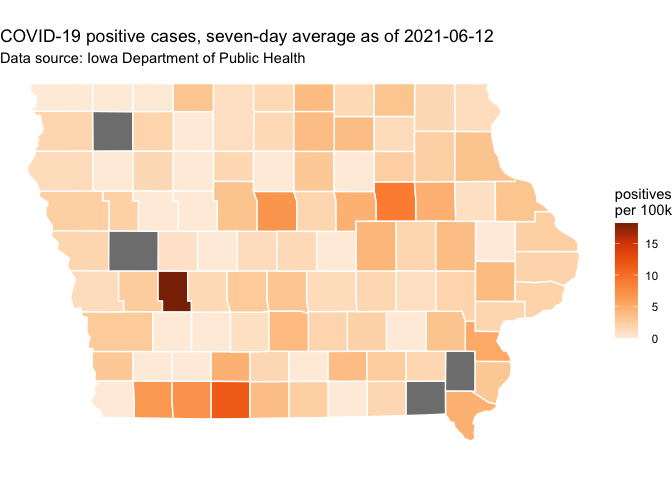 COVID-19 positive cases, seven-day average as of 2021-06-12
Data source: Iowa Department of Public Health
positives
per 100k
15
10
5
0